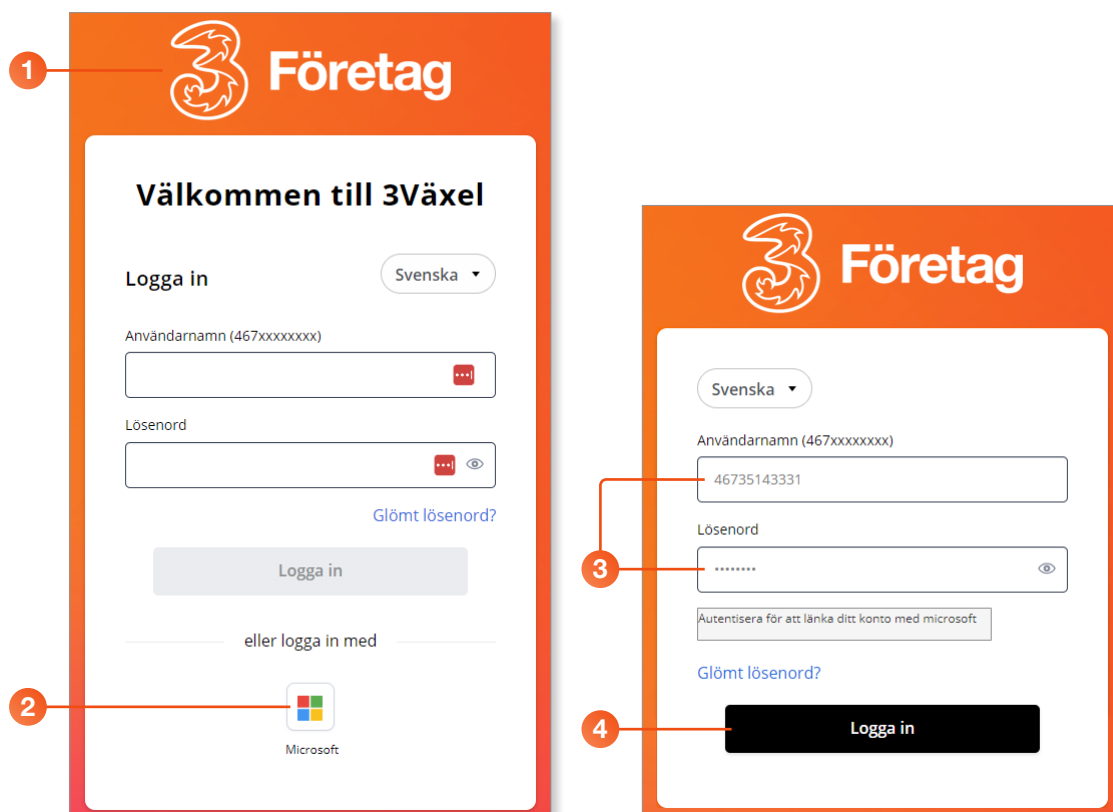 1
3 Företag
Välkommen till 3Växel
Logga in
Svenska
Användarnamn (467xxxxxxxx)
Lösenord
Glömt lösenord?
Logga in
eller logga in med
2
Microsoft
3 Företag
Svenska
Användarnamn (467xxxxxxxx)
46735143331
Lösenord
3
••••••••
Autentisera för att länka ditt konto med microsoft
Glömt lösenord?
4
Logga in